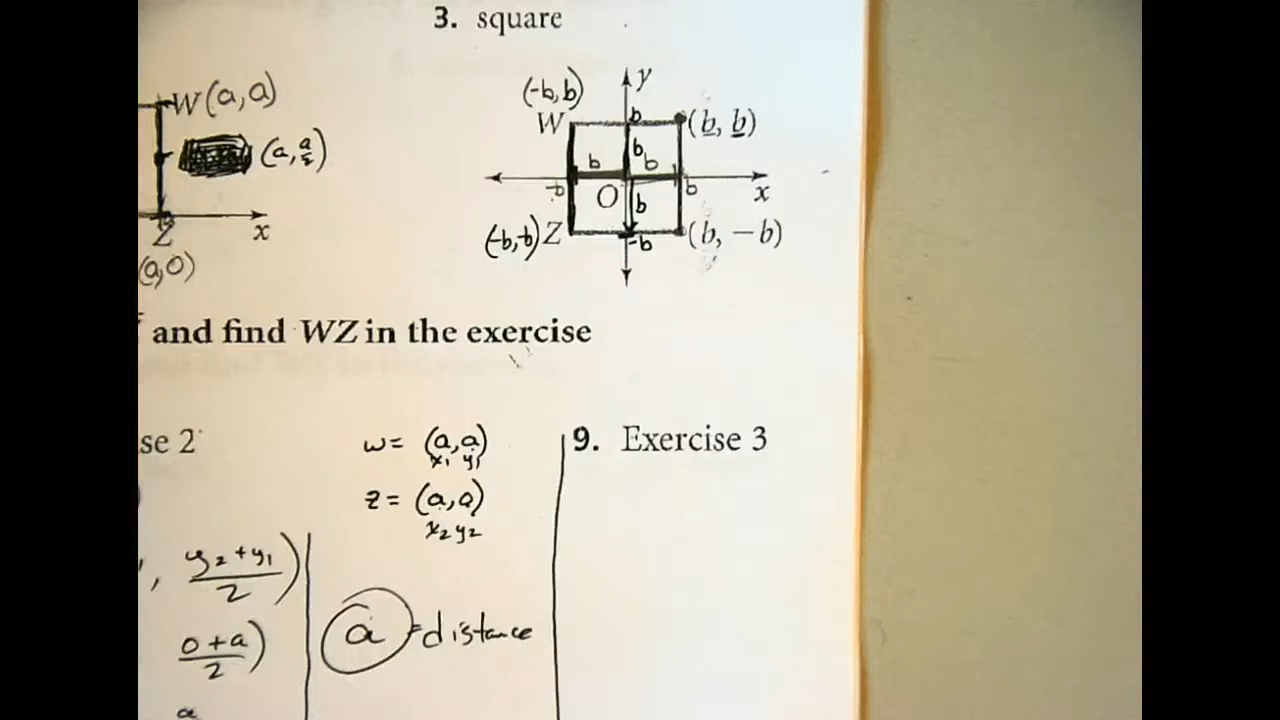 3. square
W(a, a)
(a, a/2)
Z
x
(a,0)
y
(-b, b)
W
b
(b, b)
b
b
b
-b
O
b
x
b
(-b,-b) Z
-b
(b, -b)
and find WZ in the exercise
se 2
w= (a,a)
x1 y1
z= (a,0)
x2 y2
9. Exercise 3
, y2+y1/2)
0+a/2)
a = distance
a